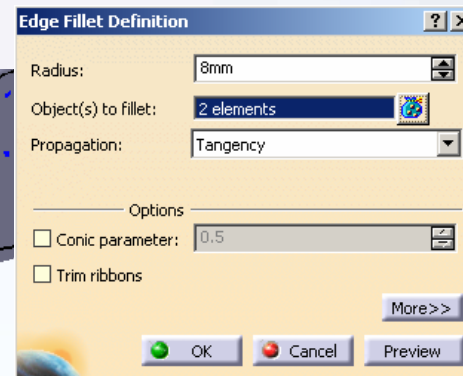 Edge Fillet Definition
Radius: 8mm
Object(s) to fillet: 2 elements
Propagation: Tangency
Options
Conic parameter: 0.5
Trim ribbons
More>>
OK Cancel Preview